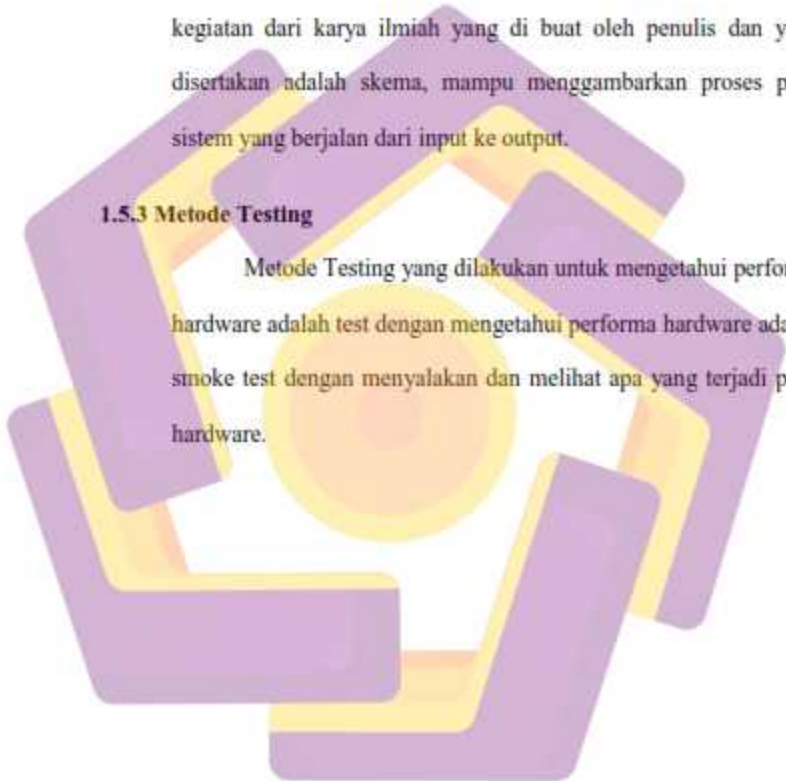 kegiatan dari karya ilmiah yang di buat oleh penulis dan
disertakan adalah skema, mampu menggambarkan proses
sistem yang berjalan dari input ke output.
1.5.3 Metode Testing
Metode Testing yang dilakukan untuk mengetahui
hardware adalah test dengan mengetahui performa hardware
smoke test dengan menyalakan dan melihat apa yang terjadi
hardware.